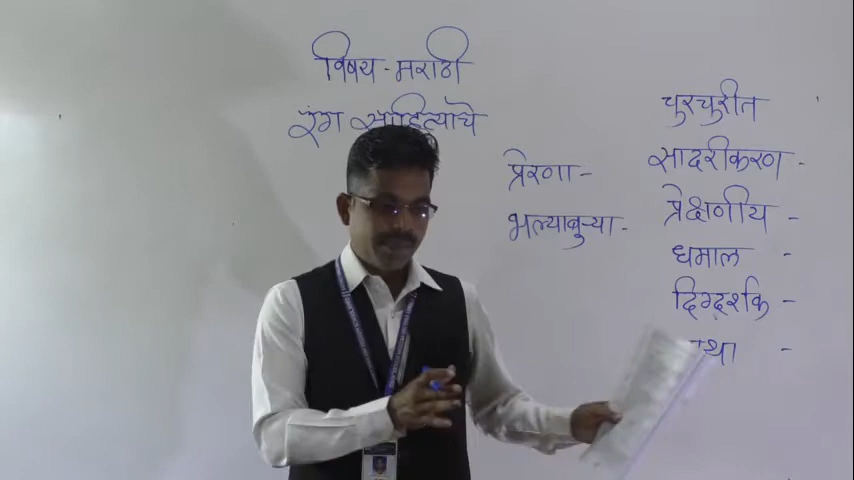 विषय - मराठी
रंग साहित्याचे
प्रेरणा -
भल्याबुऱ्या -
चुरचुरीत
सादरीकरण -
प्रेक्षणीय -
धमाल -
दिग्दर्शक -